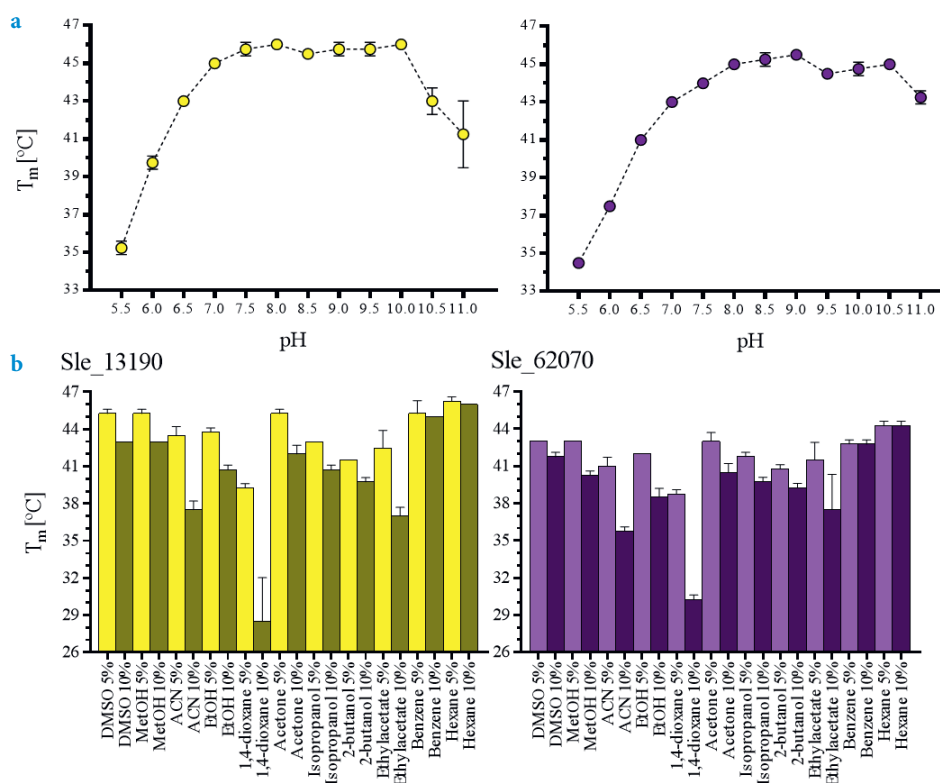 a
47
45
43
41
37
35
33
Tm [°C]
5.5 6.0 6.5 7.0 7.5 8.0 8.5 9.0 9.5 10.0 10.5 11.0
pH
47
45
43
41
37
35
33
5.5 6.0 6.5 7.0 7.5 8.0 8.5 9.0 9.5 10.0 10.5 11.0
pH
b
Sle_13190
47
44
41
38
35
32
29
26
Tm [°C]
DMSO 5%
DMSO 10%
MetOH 5%
MetOH 10%
ACN 5%
ACN 10%
EtOH 5%
EtOH 10%
1,4-dioxane 5%
1,4-dioxane 10%
Acetone 5%
Acetone 10%
Isopropanol 5%
Isopropanol 10%
2-butanol 5%
2-butanol 10%
Ethylacetate 5%
Ethylacetate 10%
Benzene 5%
Benzene 10%
Hexane 5%
Hexane 10%
Sle_62070
47
44
41
38
35
32
29
26
DMSO 5%
DMSO 10%
MetOH 5%
MetOH 10%
ACN 5%
ACN 10%
EtOH 5%
EtOH 10%
1,4-dioxane 5%
1,4-dioxane 10%
Acetone 5%
Acetone 10%
Isopropanol 5%
Isopropanol 10%
2-butanol 5%
2-butanol 10%
Ethylacetate 5%
Ethylacetate 10%
Benzene 5%
Benzene 10%
Hexane 5%
Hexane 10%